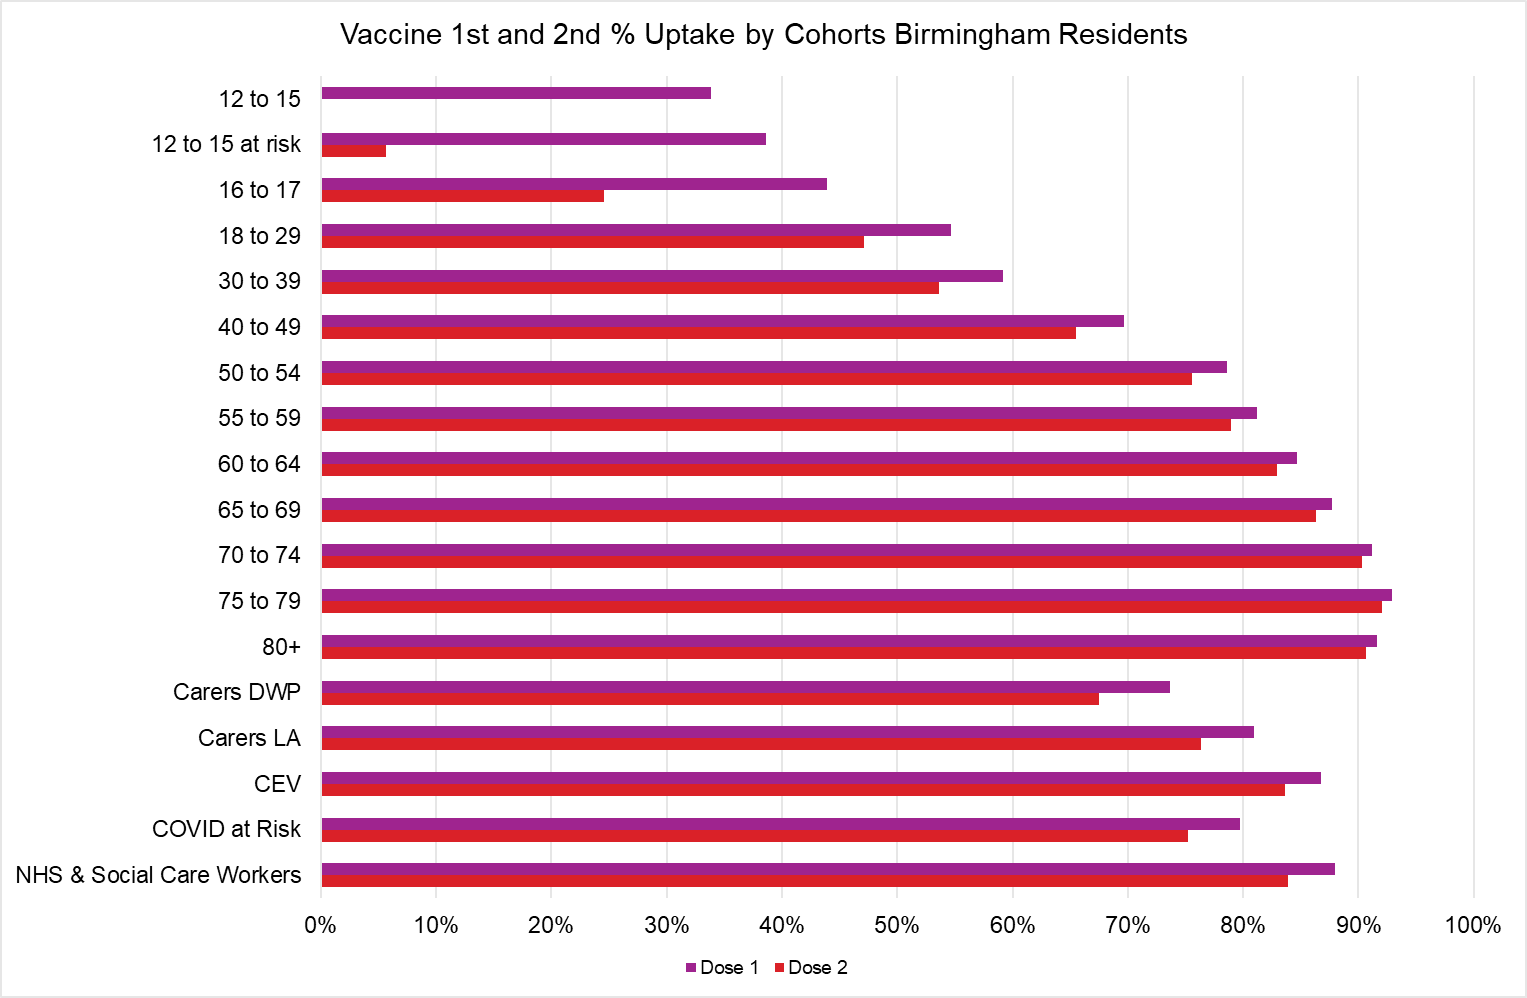 Vaccine 1st and 2nd % Uptake by Cohorts Birmingham Residents
12 to 15
12 to 15 at risk
16 to 17
18 to 29
30 to 39
40 to 49
50 to 54
55 to 59
60 to 64
65 to 69
70 to 74
75 to 79
80+
Carers DWP
Carers LA
CEV
COVID at Risk
NHS & Social Care Workers
0% 10% 20% 30% 40% 50% 60% 70% 80% 90% 100%
Dose 1 Dose 2